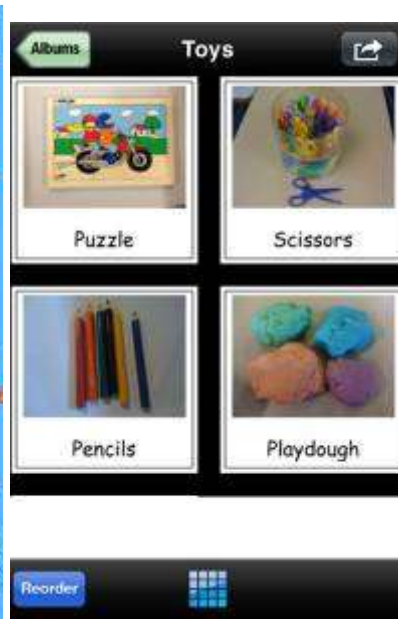 Albums
Toys
Puzzle
Scissors
Pencils
Playdough
Reorder